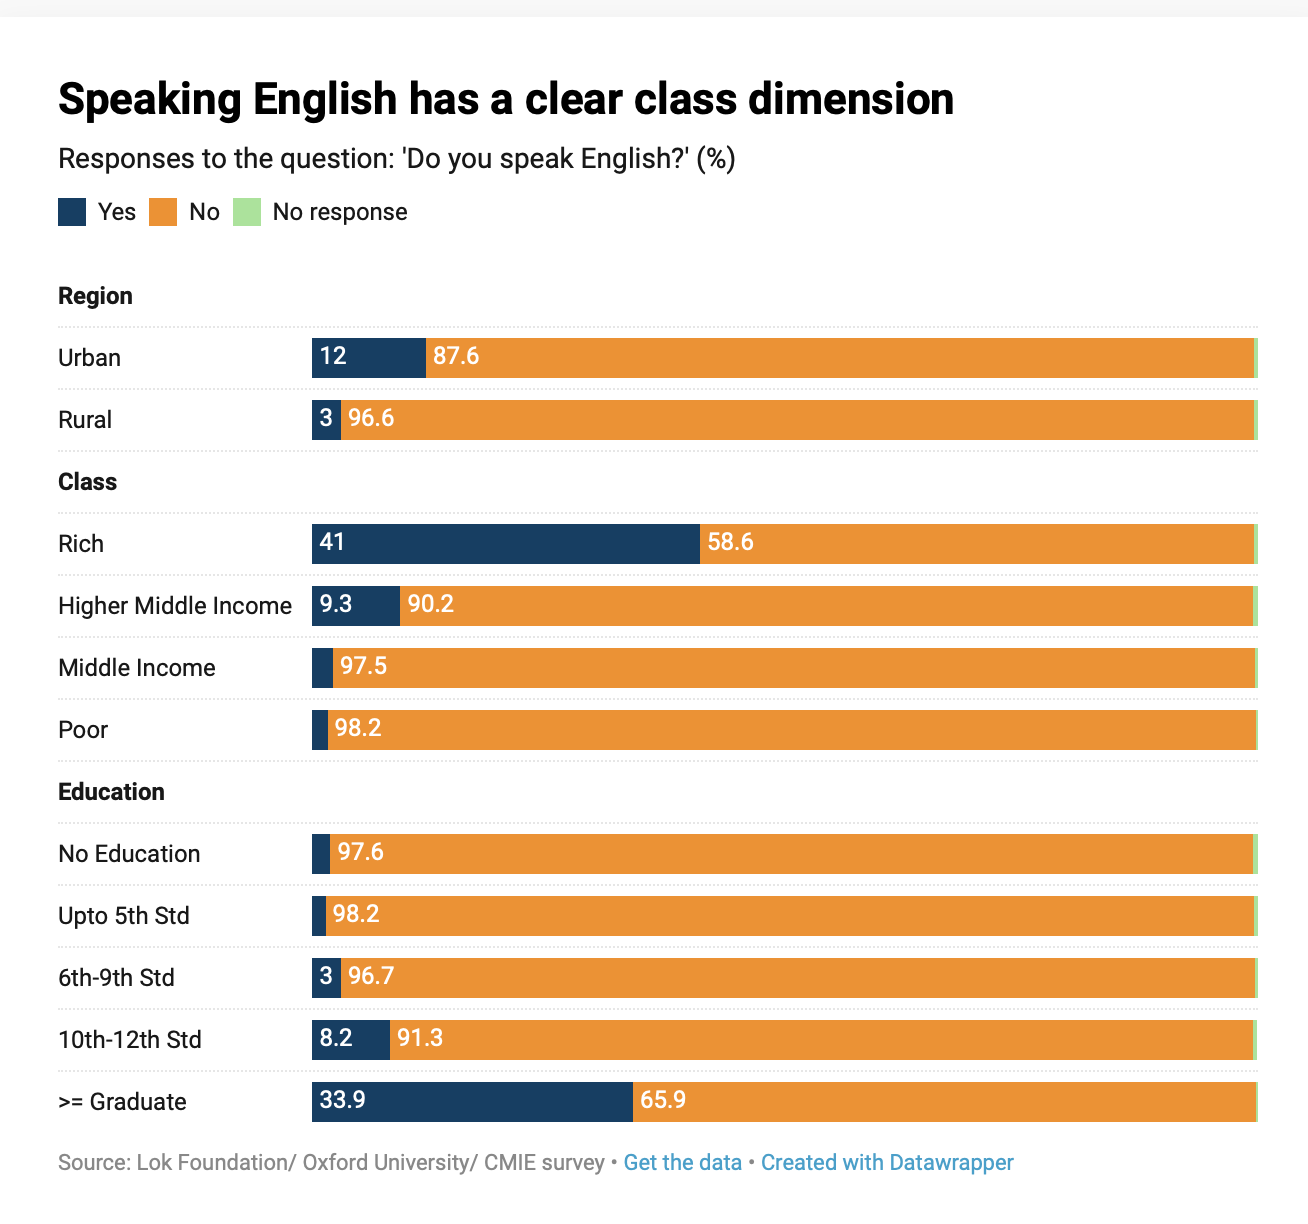 Speaking English has a clear class dimension
Responses to the question: 'Do you speak English?' (%)
Yes No No response
Region
Urban 12 87.6
Rural 3 96.6
Class
Rich 41 58.6
Higher Middle Income 9.3 90.2
Middle Income 97.5
Poor 98.2
Education
No Education 97.6
Upto 5th Std 98.2
6th-9th Std 3 96.7
10th-12th Std 8.2 91.3
>= Graduate 33.9 65.9
Source: Lok Foundation/ Oxford University/ CMIE survey • Get the data • Created with Datawrapper